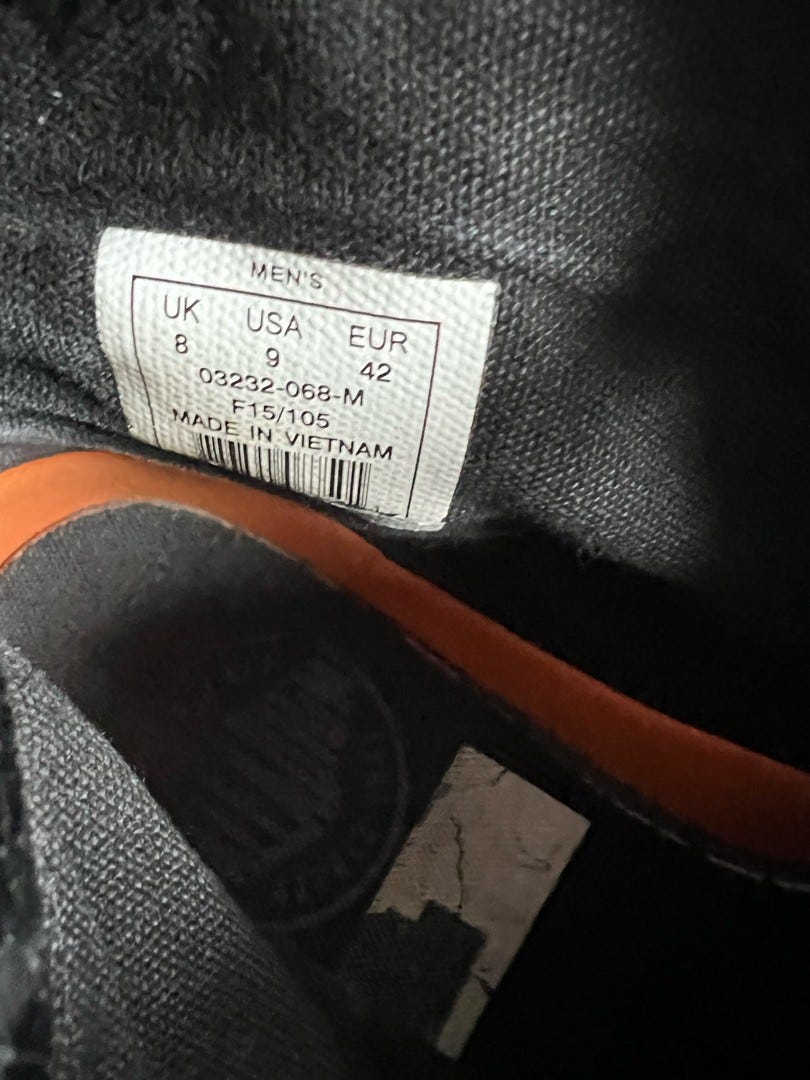 MEN'S
UK USA EUR
8 9 42
03232-068-M
F15/105
MADE IN VIETNAM